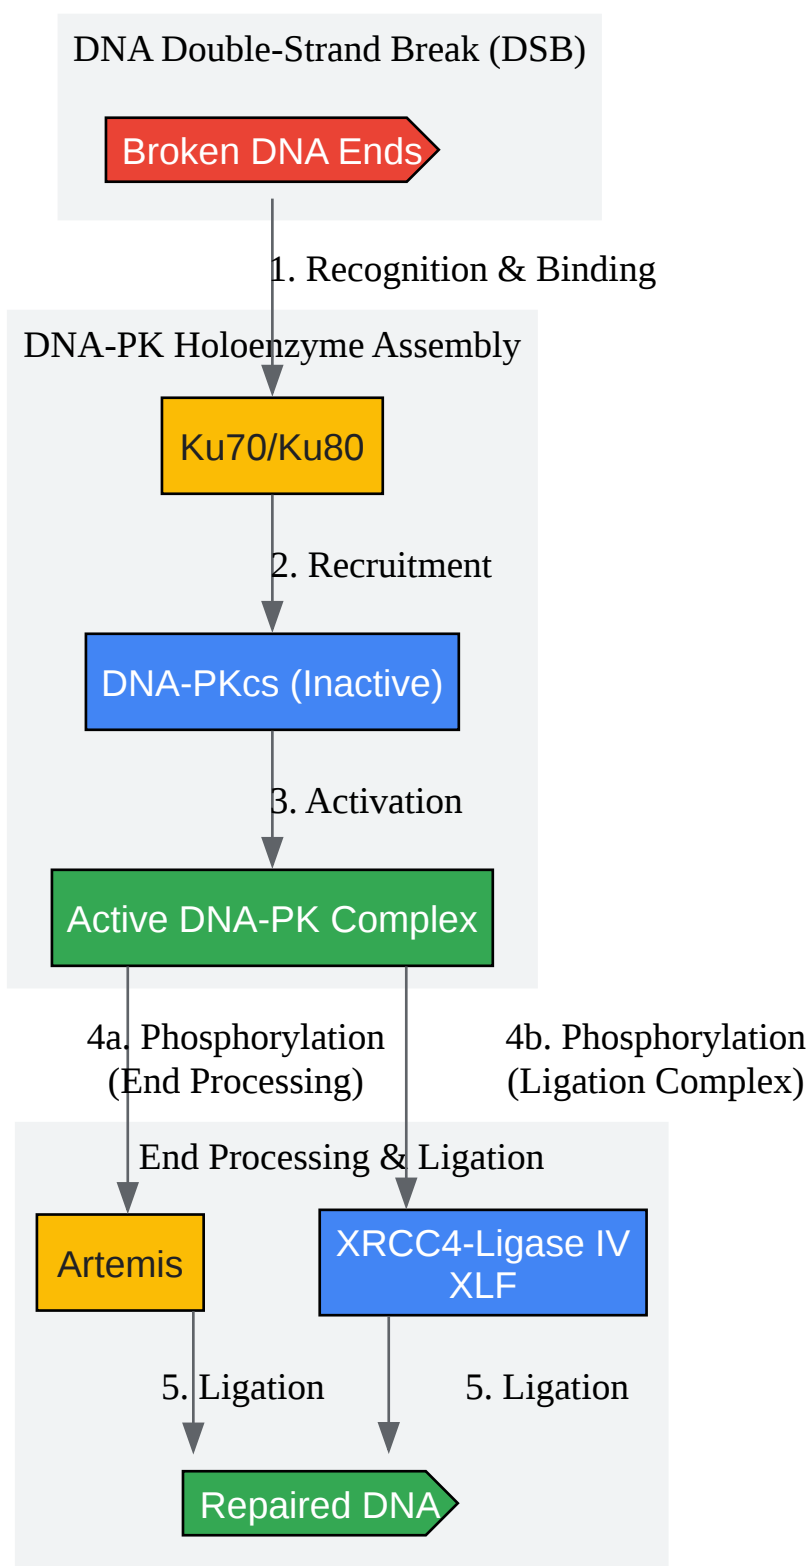 DNA Double-Strand Break (DSB)
Broken DNA Ends
1. Recognition & Binding
DNA-PK Holoenzyme Assembly
Ku70/Ku80
2. Recruitment
DNA-PKcs (Inactive)
3. Activation
Active DNA-PK Complex
4a. Phosphorylation
(End Processing)
4b. Phosphorylation
(Ligation Complex)
End Processing & Ligation
Artemis
XRCC4-Ligase IV
XLF
5. Ligation
5. Ligation
Repaired DNA